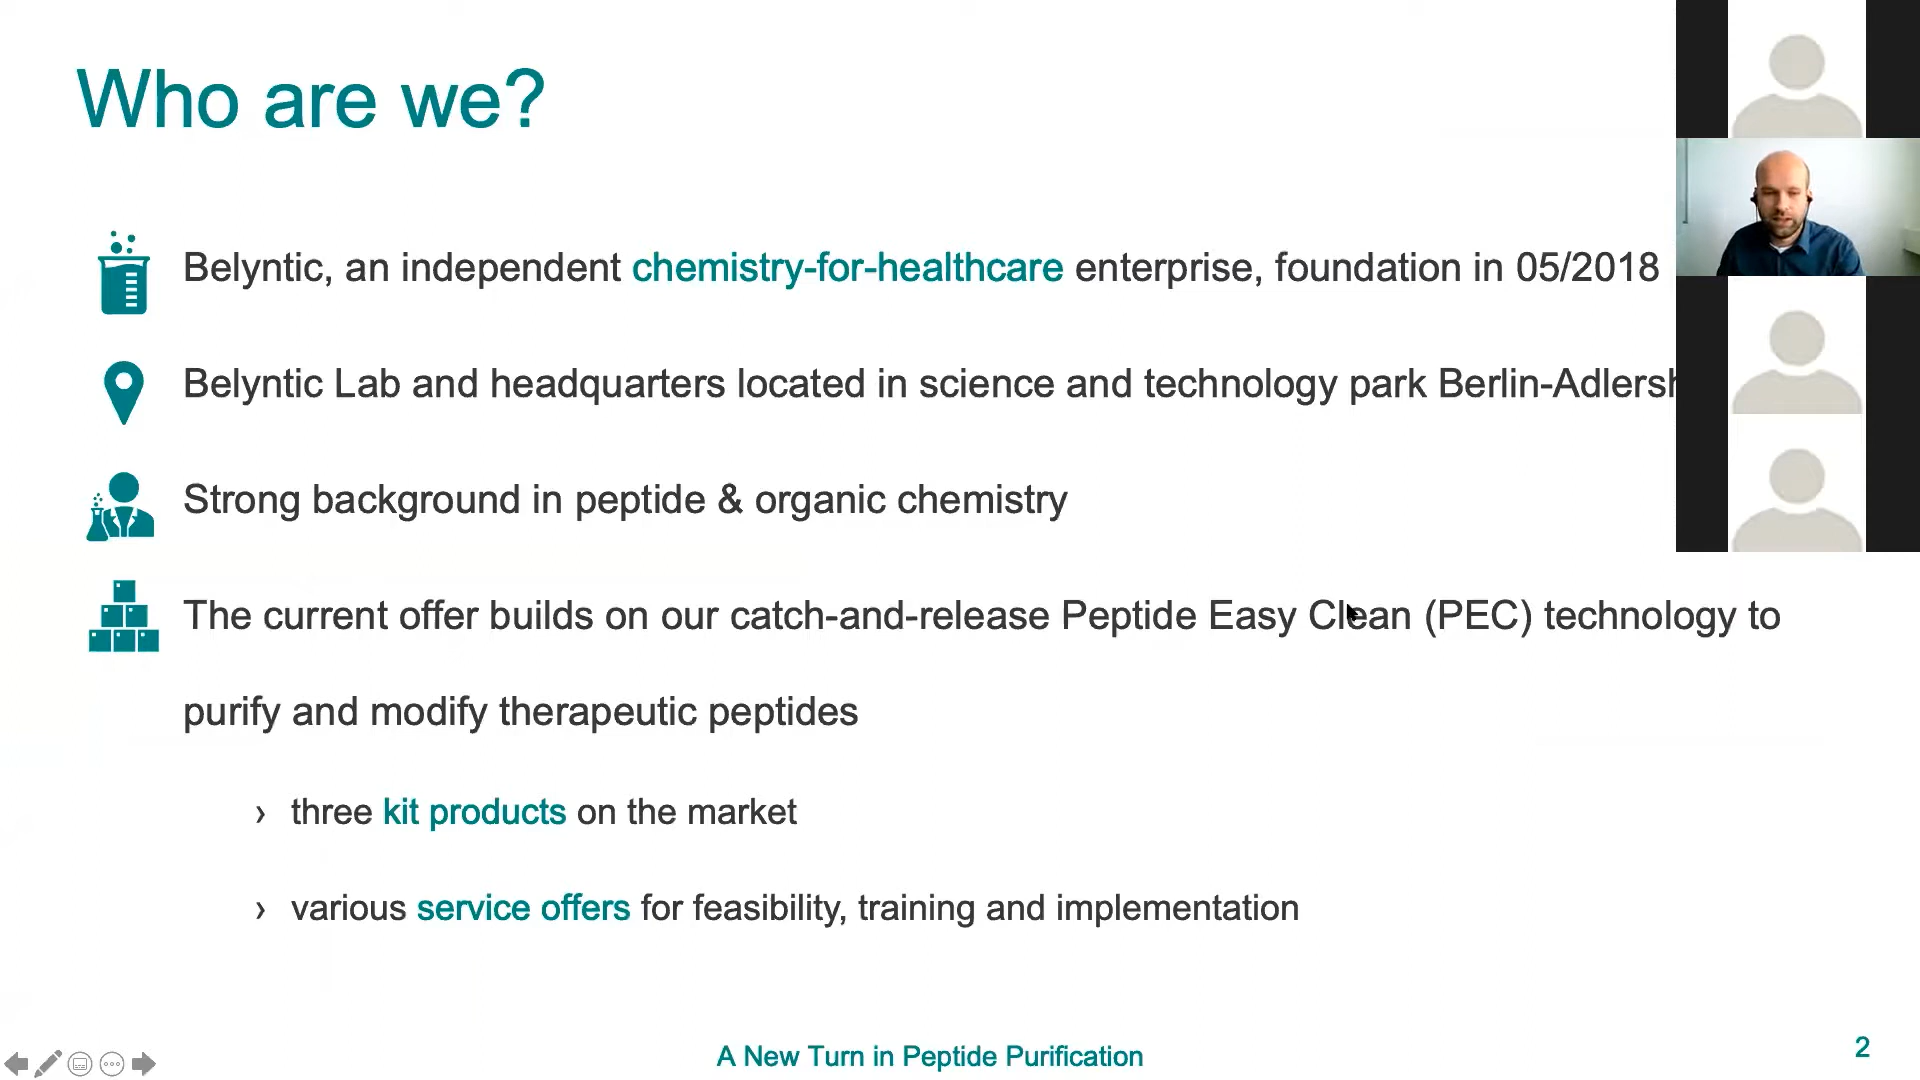 Who are we?
Belyntic, an independent chemistry-for-healthcare enterprise, foundation in 05/2018
Belyntic Lab and headquarters located in science and technology park
Strong background in peptide & organic chemistry
The current offer builds on our catch-and-release Peptide Easy Clean (PEC) technology to
purify and modify therapeutic peptides
› three kit products on the market
› various service offers for feasibility, training and implementation
A New Turn in Peptide Purification
2